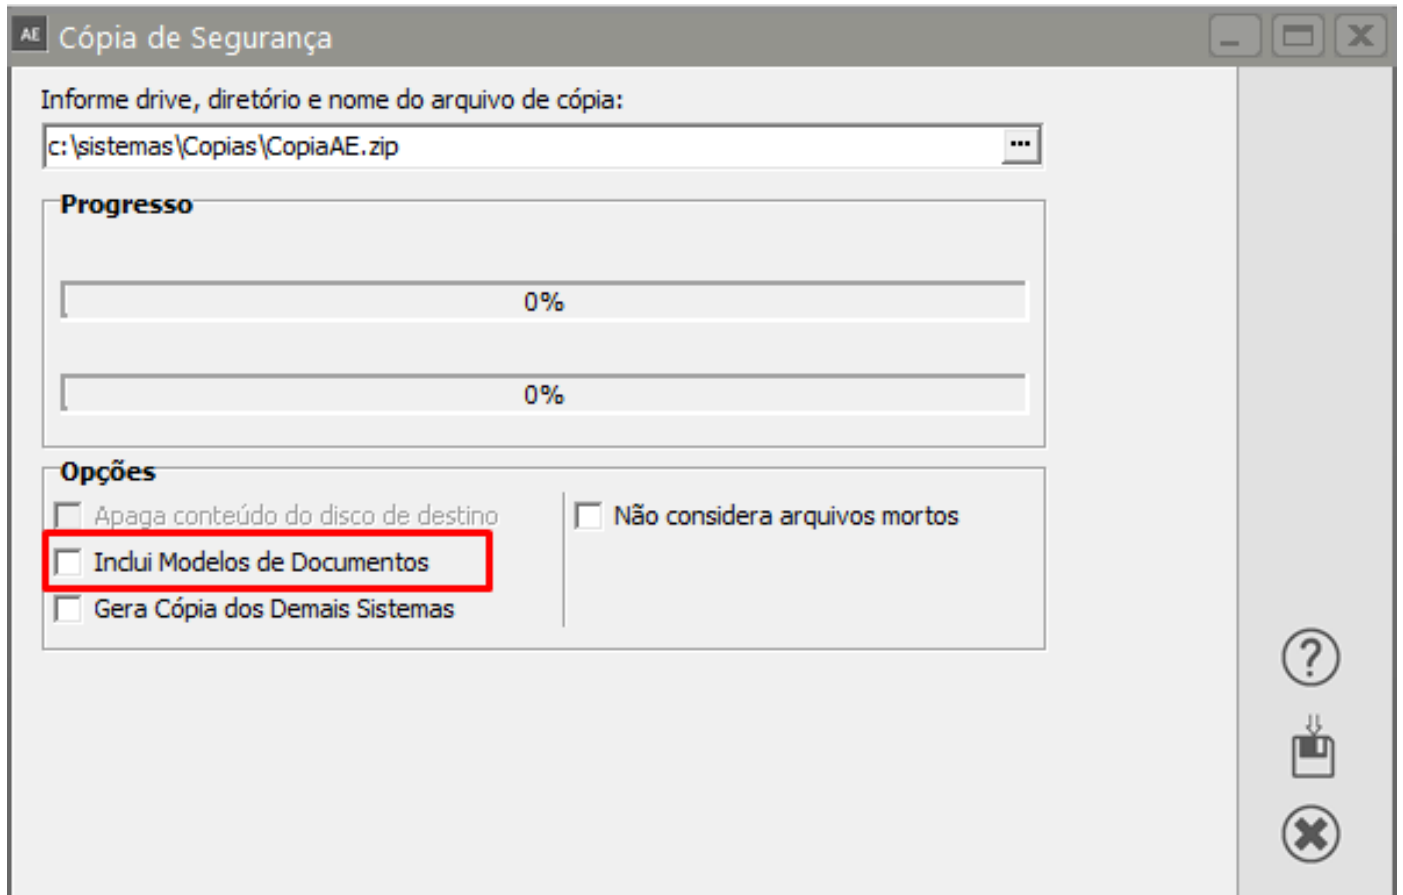 AE Cópia de Segurança
Informe drive, diretório e nome do arquivo de cópia:
c:\sistemas\Copias\CopiaAE.zip ...
Progresso
0%
0%
Opções
Apaga conteúdo do disco de destino
Não considera arquivos mortos
Inclui Modelos de Documentos
Gera Cópia dos Demais Sistemas
?